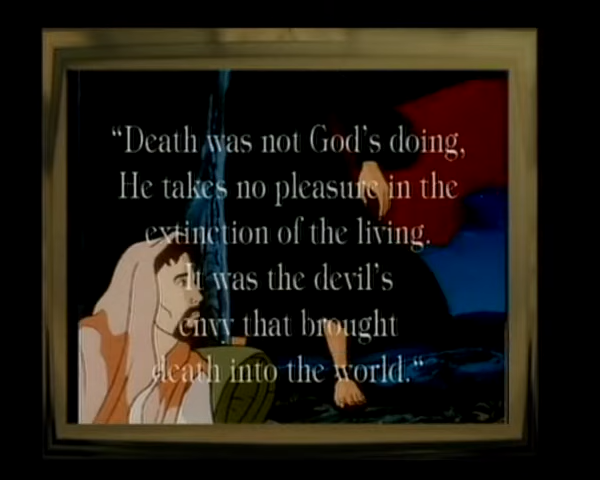 “Death was not God's doing,
He takes no pleasure in the
extinction of the living.
It was the devil's
envy that brought
death into the world.“